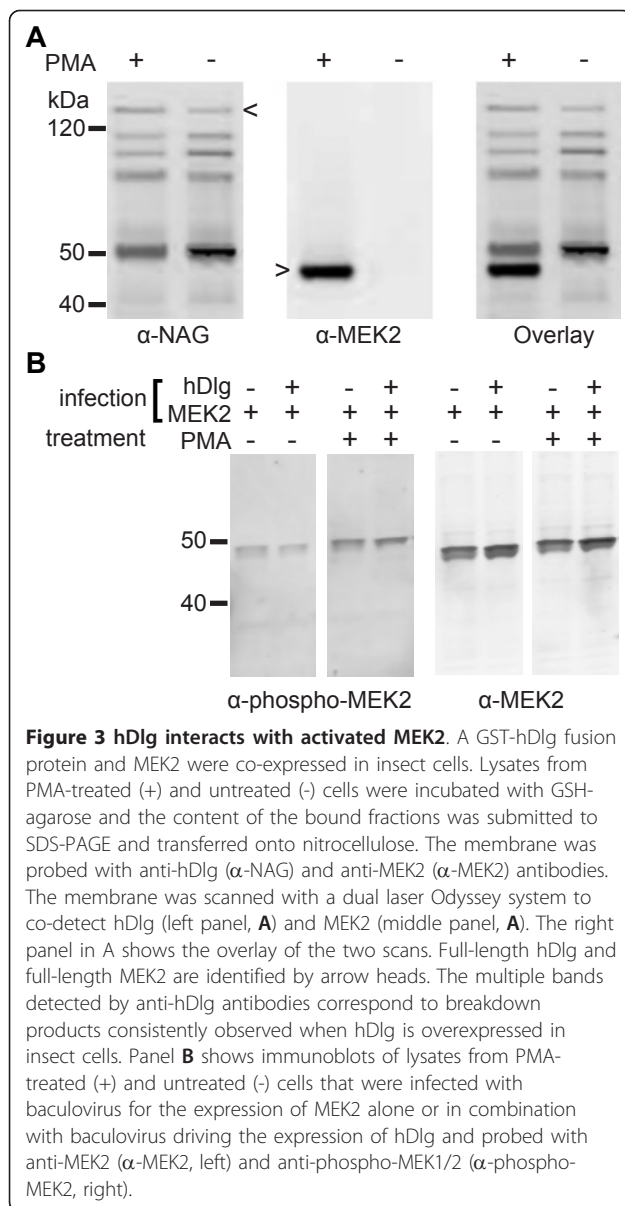 A
PMA + - + - + -
kDa
120
<
50
>
40
α-NAG α-MEK2 Overlay
B
infection [ hDlg - + - + - + - +
MEK2 + + + + + + + +
treatment PMA - - + + - - + +
50
40
α-phospho-MEK2 α-MEK2
Figure 3 hDlg interacts with activated MEK2. A GST-hDlg fusion
protein and MEK2 were co-expressed in insect cells. Lysates from
PMA-treated (+) and untreated (-) cells were incubated with GSH-
agarose and the content of the bound fractions was submitted to
SDS-PAGE and transferred onto nitrocellulose. The membrane was
probed with anti-hDlg (α-NAG) and anti-MEK2 (α-MEK2) antibodies.
The membrane was scanned with a dual laser Odyssey system to
co-detect hDlg (left panel, A) and MEK2 (middle panel, A). The right
panel in A shows the overlay of the two scans. Full-length hDlg and
full-length MEK2 are identified by arrow heads. The multiple bands
detected by anti-hDlg antibodies correspond to breakdown
products consistently observed when hDlg is overexpressed in
insect cells. Panel B shows immunoblots of lysates from PMA-
treated (+) and untreated (-) cells that were infected with
baculovirus for the expression of MEK2 alone or in combination
with baculovirus driving the expression of hDlg and probed with
anti-MEK2 (α-MEK2, left) and anti-phospho-MEK1/2 (α-phospho-
MEK2, right).